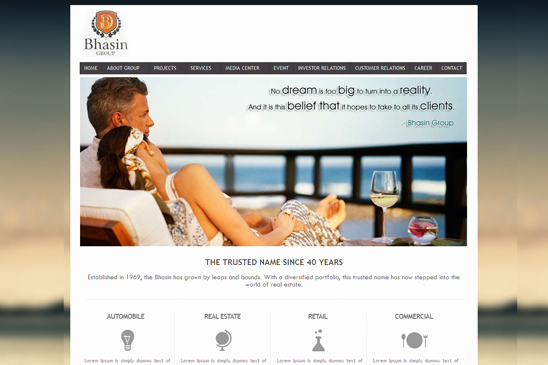 Bhasin
GROUP
HOME ABOUT GROUP PROJECTS SERVICES MEDIA CENTER EVENT INVESTOR RELATIONS CUSTOMER RELATIONS CAREER CONTACT
No dream is too big to turn into a reality.
And it is this belief that it hopes to take to all its clients.
Bhasin Group
THE TRUSTED NAME SINCE 40 YEARS
Established in 1969, the Bhasin has grown by leaps and bounds. With a diversified portfolio, this trusted name has now stepped into the
world of real estate.
AUTOMOBILE REAL ESTATE RETAIL COMMERCIAL
Lorem Ipsum is simply dummy text of Lorem Ipsum is simply dummy text of Lorem Ipsum is simply dummy text of Lorem Ipsum is simply dummy text of